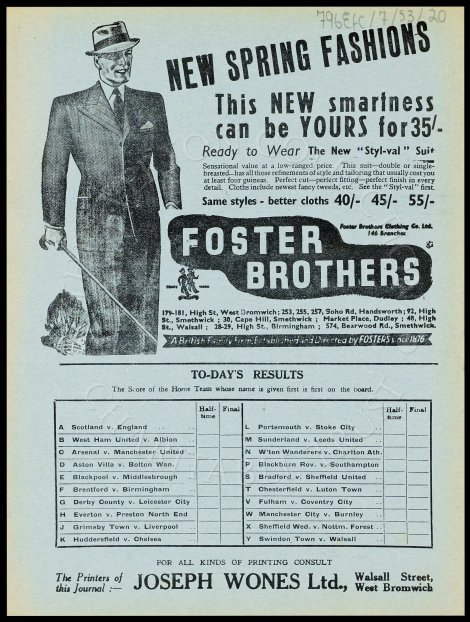 796EFC/7/53/20
NEW SPRING FASHIONS
This NEW smartness
can be YOURS for 35/-
Ready to Wear The New "Styl-val" Suit
Sensational value at a low-ranged price. This suit—double or single-
breasted—has all those refinements of style and tailoring that usually cost you
at least four guineas. Perfect cut—perfect fitting—perfect finish in every
detail. Cloths include newest fancy tweeds, etc. See the "Styl-val" first.
Same styles - better cloths 40/- 45/- 55/-
Foster Brothers Clothing Co. Ltd.
146 Branches
FOSTER
BROTHERS
TRADE MARK
179-181, High St, West Bromwich; 253, 255, 257, Soho Rd, Handsworth; 92, High
St., Smethwick; 30, Cape Hill, Smethwick; Market Place, Dudley; 48, High
St., Walsall; 28-29, High St., Birmingham; 574, Bearwood Rd., Smethwick.
A British Family Firm, Established and Directed by FOSTERS since 1876
TO-DAY'S RESULTS
The Score of the Home Team whose name is given first is first on the board.
Half-time Final
A Scotland v. England
B West Ham United v. Albion
C Arsenal v. Manchester United
D Aston Villa v. Bolton Wan.
E Blackpool v. Middlesbrough
F Brentford v. Birmingham
G Derby County v. Leicester City
H Everton v. Preston North End
J Grimsby Town v. Liverpool
K Huddersfield v. Chelsea
Half-time Final
L Portsmouth v. Stoke City
M Sunderland v. Leeds United
N W'ton Wanderers v. Charlton Ath.
P Blackburn Rov. v. Southampton
S Bradford v. Sheffield United
T Chesterfield v. Luton Town
V Fulham v. Coventry City
W Manchester City v. Burnley
X Sheffield Wed. v. Nottm. Forest
Y Swindon Town v. Walsall
FOR ALL KINDS OF PRINTING CONSULT
The Printers of this Journal :— JOSEPH WONES Ltd., Walsall Street, West Bromwich